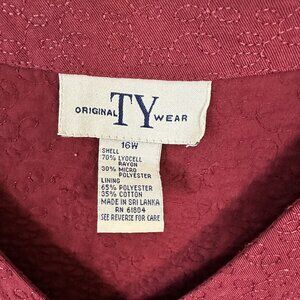 ORIGINAL TY WEAR
16W
SHELL
70% LYOCELL
RAYON
30% MICRO
POLYESTER
LINING
65% POLYESTER
35% COTTON
MADE IN SRI LANKA
RN 61804
SEE REVERSE FOR CARE